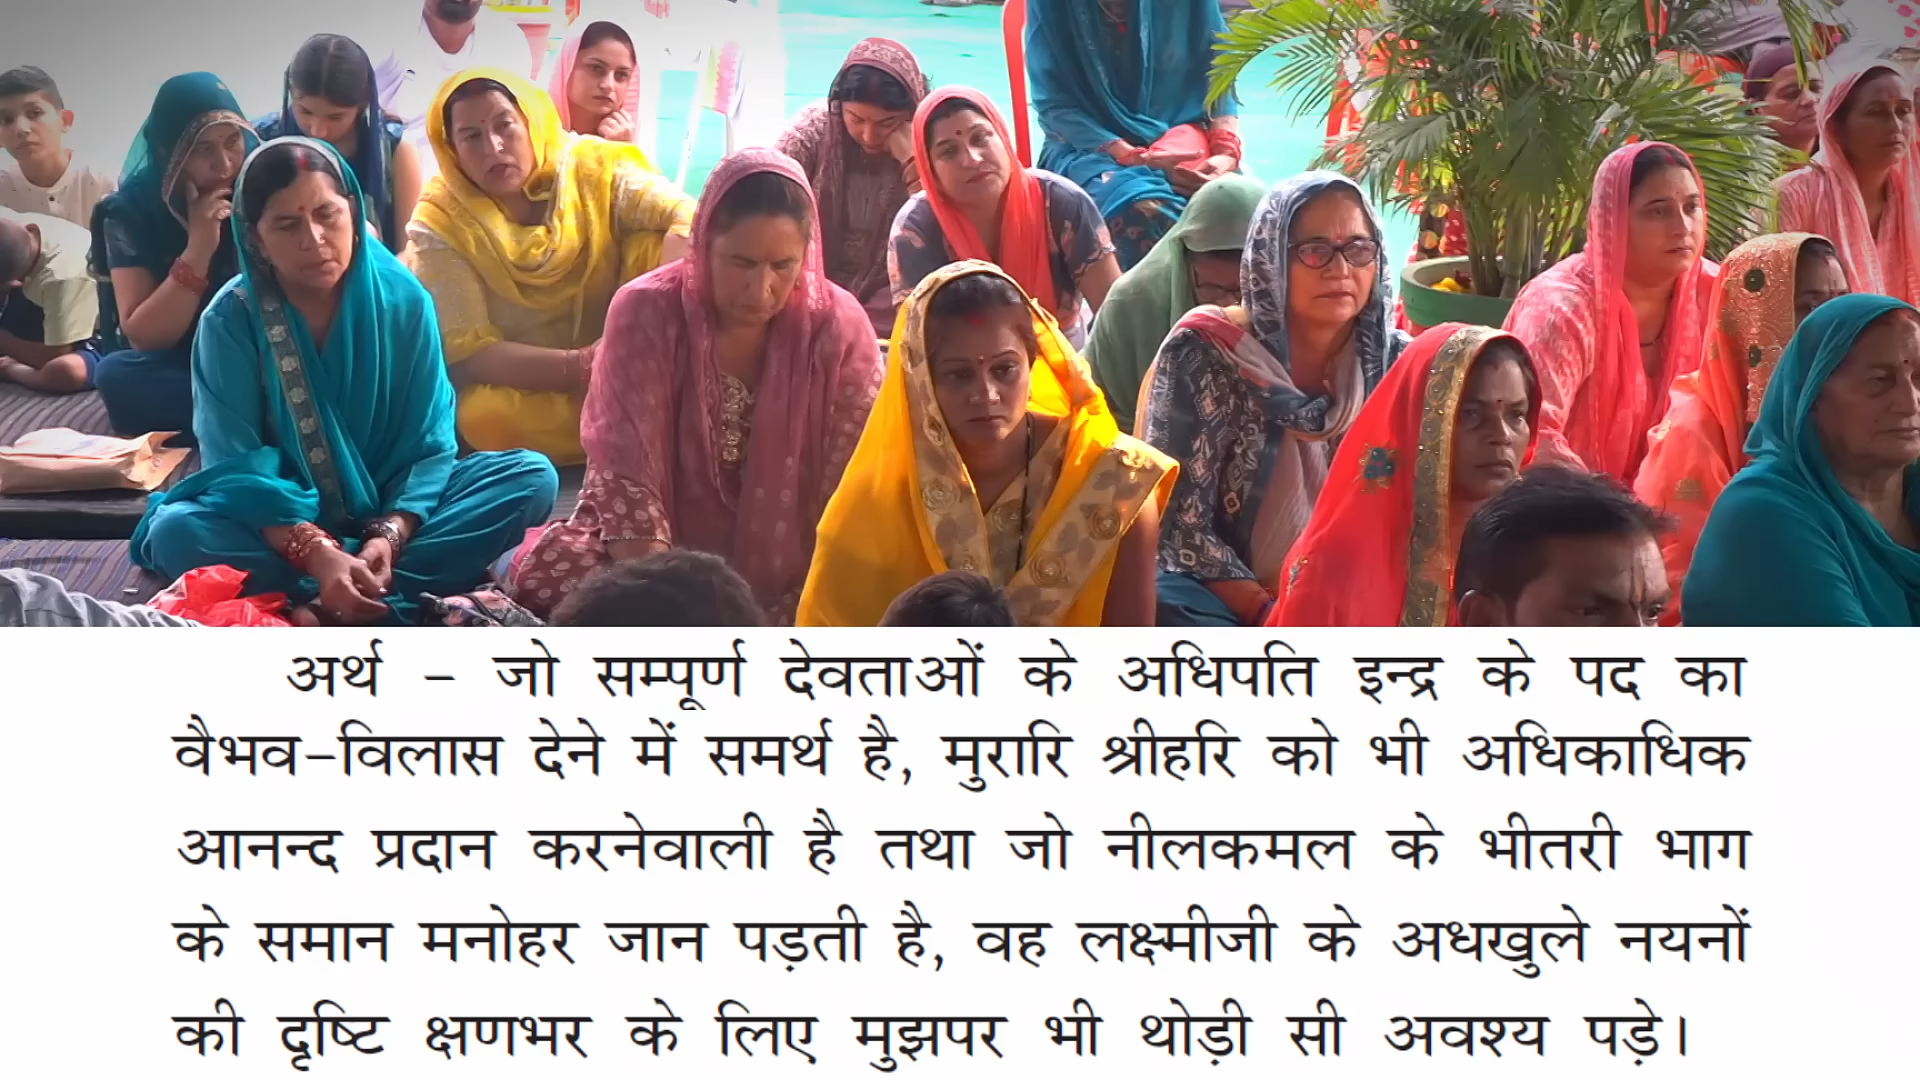 अर्थ - जो सम्पूर्ण देवताओं के अधिपति इन्द्र के पद का
वैभव-विलास देने में समर्थ है, मुरारि श्रीहरि को भी अधिकाधिक
आनन्द प्रदान करनेवाली है तथा जो नीलकमल के भीतरी भाग
के समान मनोहर जान पड़ती है, वह लक्ष्मीजी के अधखुले नयनों
की दृष्टि क्षणभर के लिए मुझपर भी थोड़ी सी अवश्य पड़े।